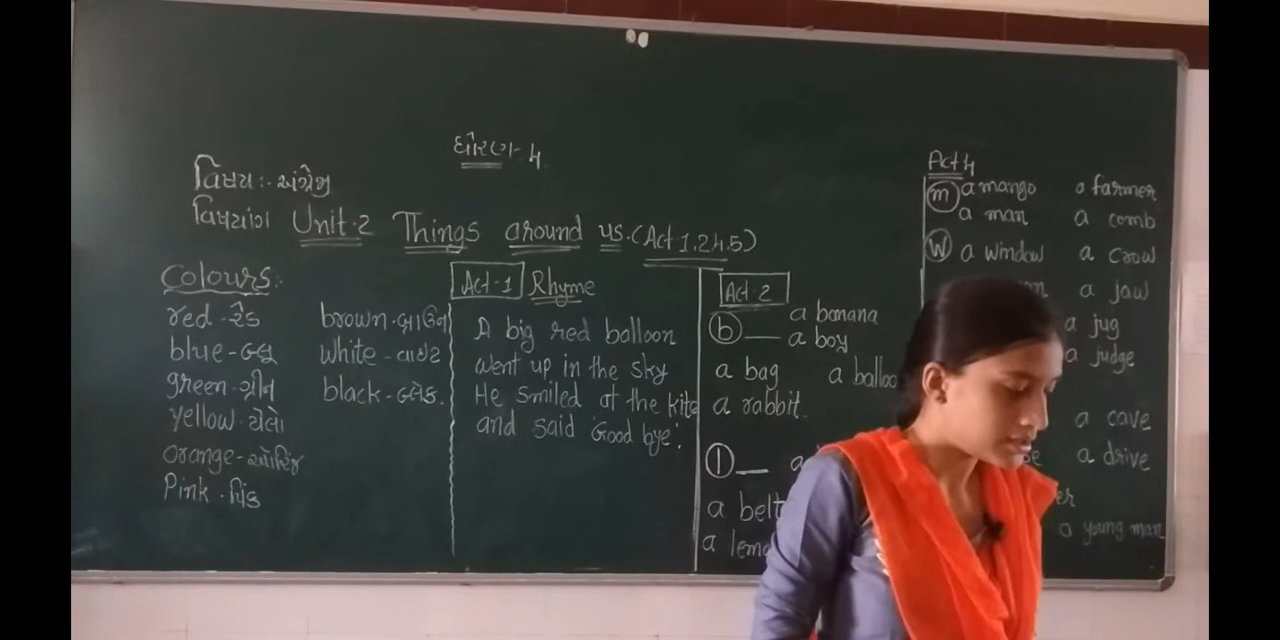 ધોરણ- ૫
વિષય :- અંગ્રેજી
વિષયાંગ Unit-2 Things around us. (Act 1,2,4,5)
Colours:-
red - રેડ
blue - બ્લૂ
green - ગ્રીન
yellow - યેલો
orange - ઓરેંજ
Pink - પિંક
brown - બ્રાઉન
white - વાઇટ
black - બ્લેક.
Act-1 Rhyme
A big red balloon
went up in the sky
He smiled at the kite
and said 'Good bye'.
Act-2
a banana
b — a boy
a bag
a rabbit.
l —
a belt
Act 4
m a mango a farmer
a man a comb
w a window a crow
a jaw
a jug
a judge
a cave
a drive
a young man